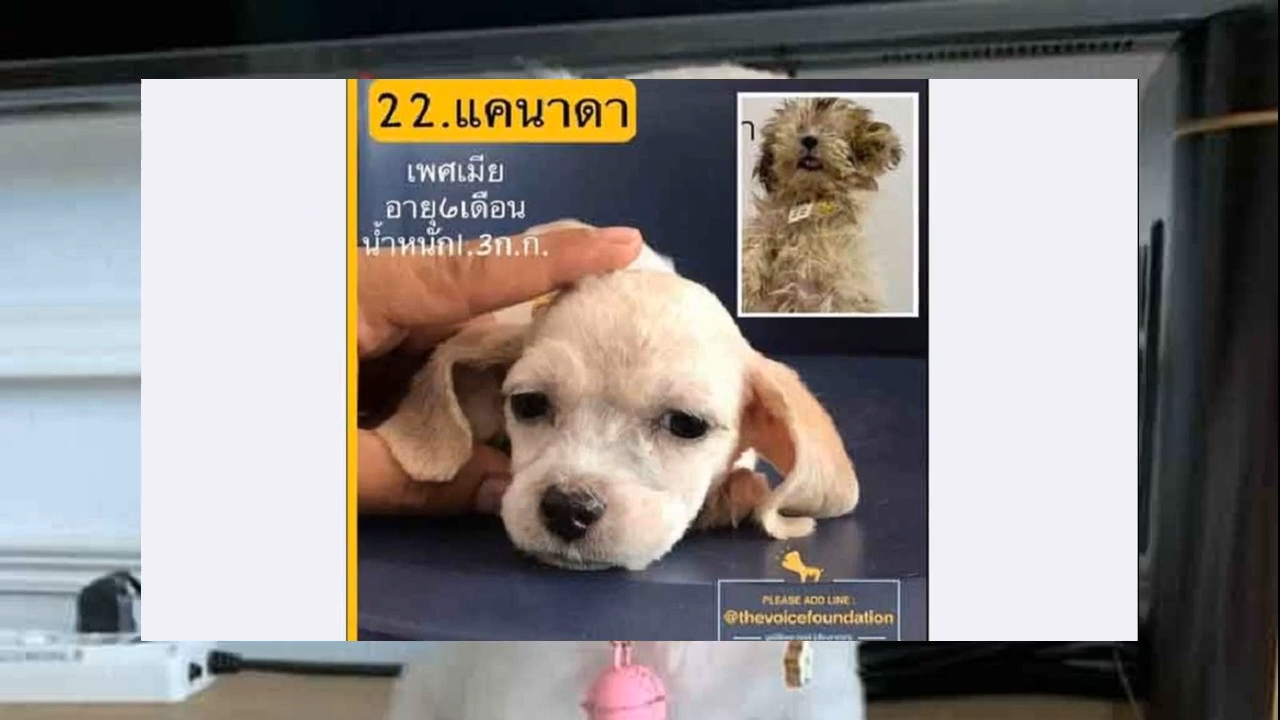 22.แคนาดา
เพศเมีย
อายุ6เดือน
น้ำหนัก1.3ก.ก.
PLEASE ADD LINE :
@thevoicefoundation